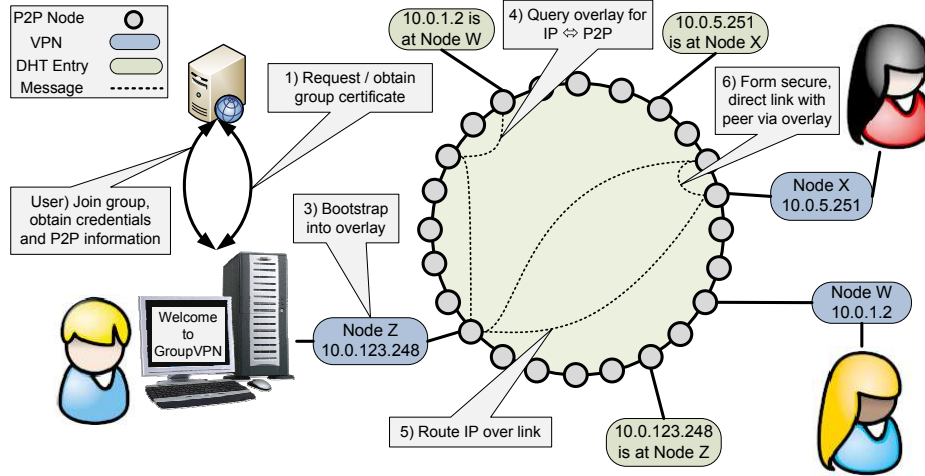 P2P Node
VPN
DHT Entry
Message
1) Request / obtain
group certificate
User) Join group,
obtain credentials
and P2P information
3) Bootstrap
into overlay
Welcome
to
GroupVPN
Node Z
10.0.123.248
10.0.1.2 is
at Node W
4) Query overlay for
IP ⇔ P2P
10.0.5.251
is at Node X
6) Form secure,
direct link with
peer via overlay
Node X
10.0.5.251
Node W
10.0.1.2
5) Route IP over link
10.0.123.248
is at Node Z